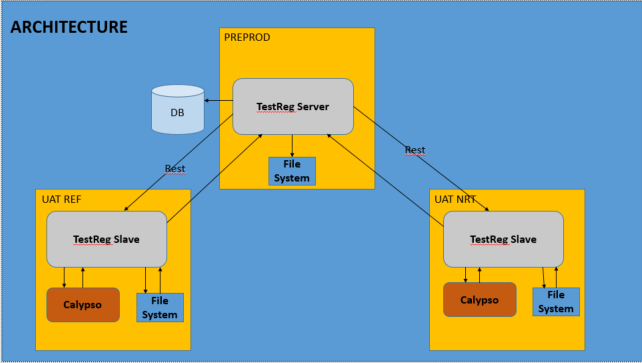 ARCHITECTURE
PREPROD
DB
TestReg Server
File
System
Rest
Rest
UAT REF
TestReg Slave
Calypso
File
System
UAT NRT
TestReg Slave
Calypso
File
System